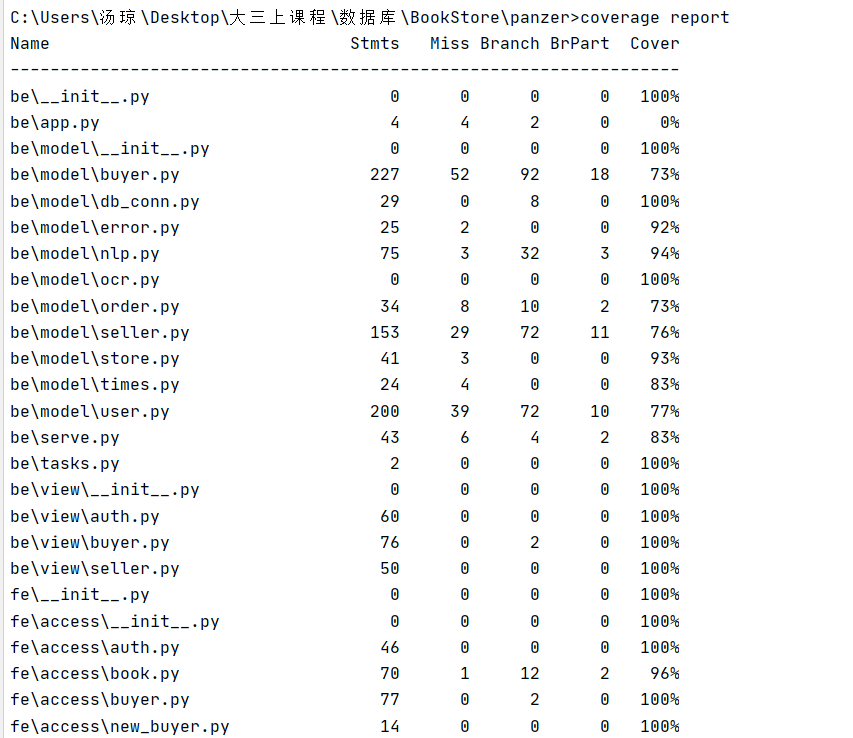 C:\Users\汤琼\Desktop\大三上课程\数据库\BookStore\panzer>coverage report
Name                              Stmts   Miss Branch BrPart  Cover
-------------------------------------------------------------------
be\__init__.py                        0      0      0      0   100%
be\app.py                             4      4      2      0     0%
be\model\__init__.py                  0      0      0      0   100%
be\model\buyer.py                   227     52     92     18    73%
be\model\db_conn.py                  29      0      8      0   100%
be\model\error.py                    25      2      0      0    92%
be\model\nlp.py                      75      3     32      3    94%
be\model\ocr.py                       0      0      0      0   100%
be\model\order.py                    34      8     10      2    73%
be\model\seller.py                  153     29     72     11    76%
be\model\store.py                    41      3      0      0    93%
be\model\times.py                    24      4      0      0    83%
be\model\user.py                    200     39     72     10    77%
be\serve.py                          43      6      4      2    83%
be\tasks.py                           2      0      0      0   100%
be\view\__init__.py                   0      0      0      0   100%
be\view\auth.py                      60      0      0      0   100%
be\view\buyer.py                     76      0      2      0   100%
be\view\seller.py                    50      0      0      0   100%
fe\__init__.py                        0      0      0      0   100%
fe\access\__init__.py                 0      0      0      0   100%
fe\access\auth.py                    46      0      0      0   100%
fe\access\book.py                    70      1     12      2    96%
fe\access\buyer.py                   77      0      2      0   100%
fe\access\new_buyer.py               14      0      0      0   100%